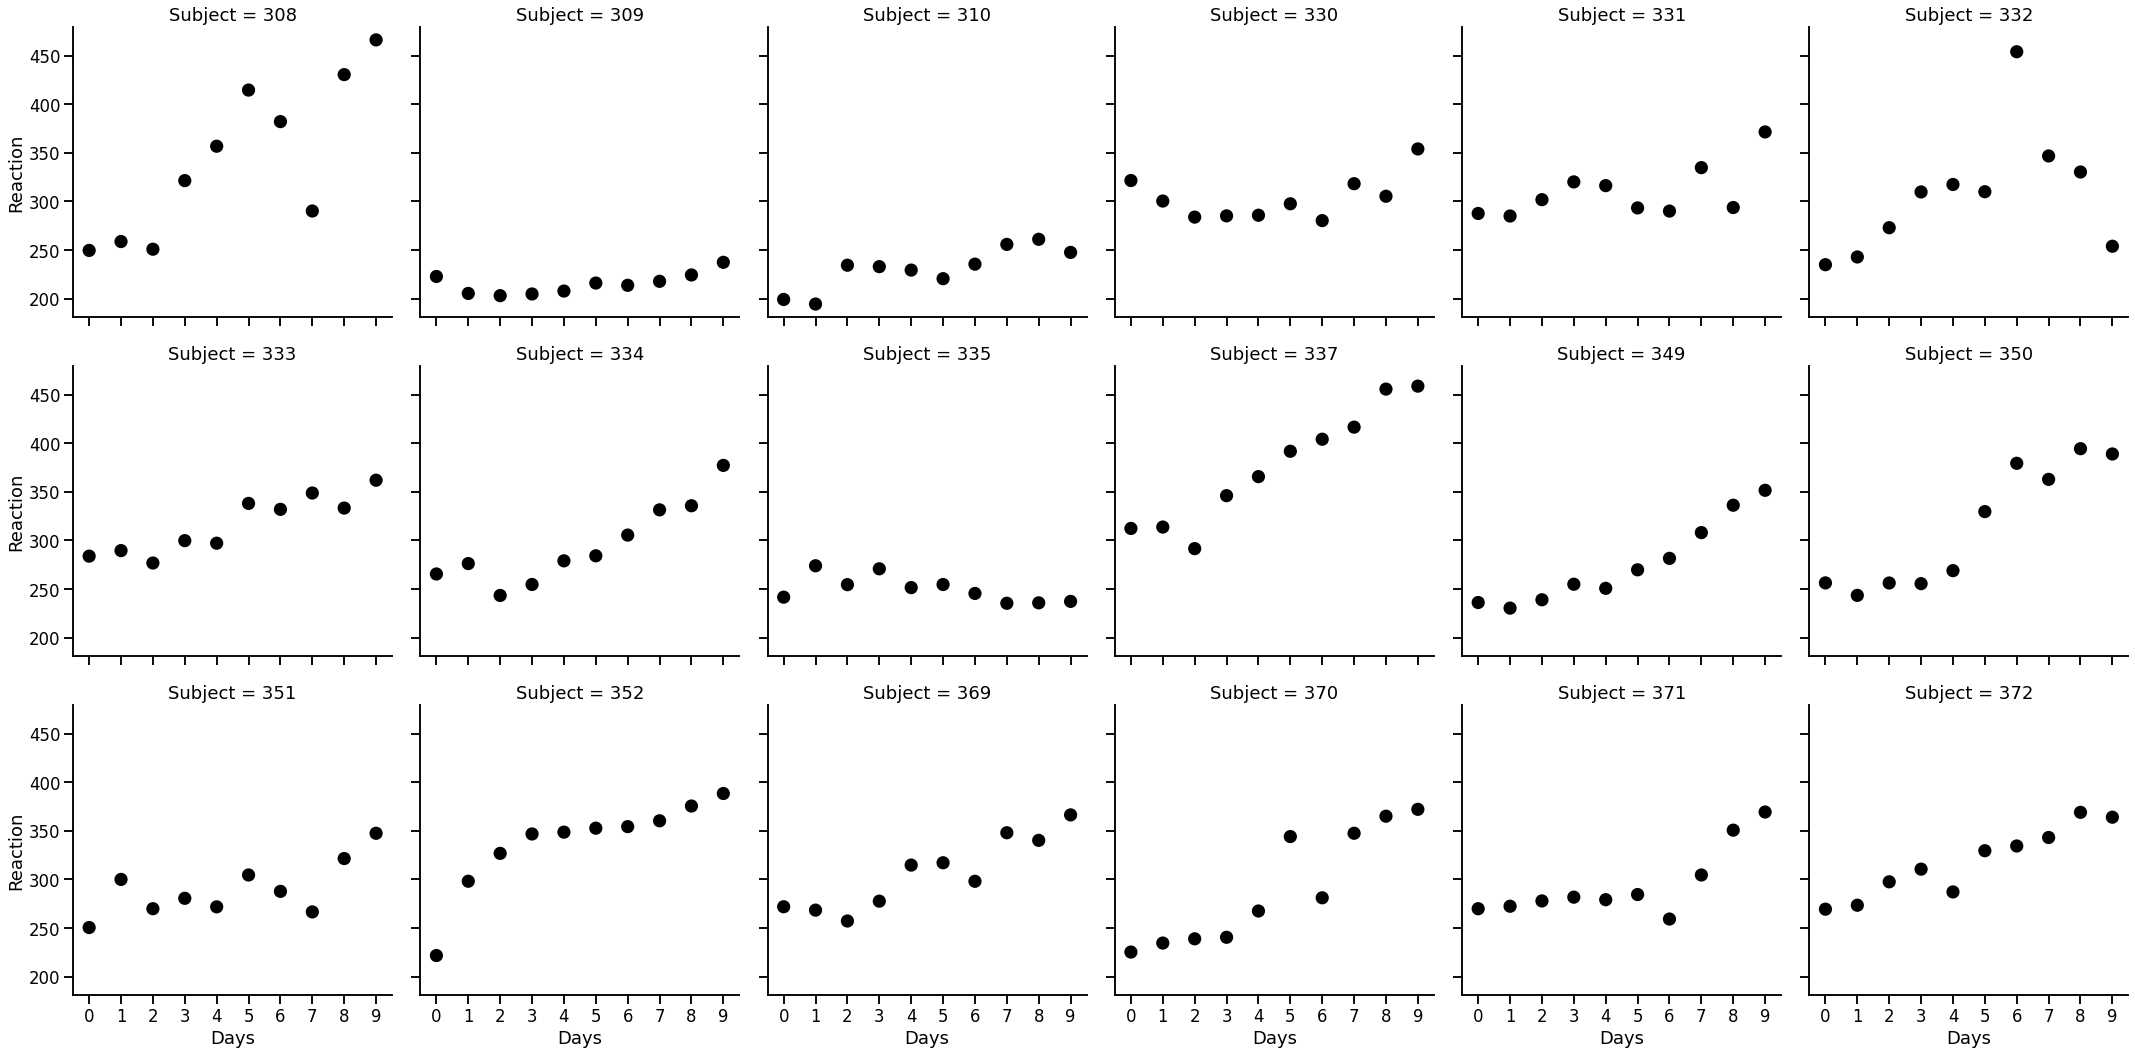 Subject = 308 Subject = 309 Subject = 310 Subject = 330 Subject = 331 Subject = 332
450
400
350
300
250
200
Reaction
Subject = 333 Subject = 334 Subject = 335 Subject = 337 Subject = 349 Subject = 350
450
400
350
300
250
200
Reaction
Subject = 351 Subject = 352 Subject = 369 Subject = 370 Subject = 371 Subject = 372
450
400
350
300
250
200
Reaction
0 1 2 3 4 5 6 7 8 9 0 1 2 3 4 5 6 7 8 9 0 1 2 3 4 5 6 7 8 9 0 1 2 3 4 5 6 7 8 9 0 1 2 3 4 5 6 7 8 9 0 1 2 3 4 5 6 7 8 9
Days Days Days Days Days Days